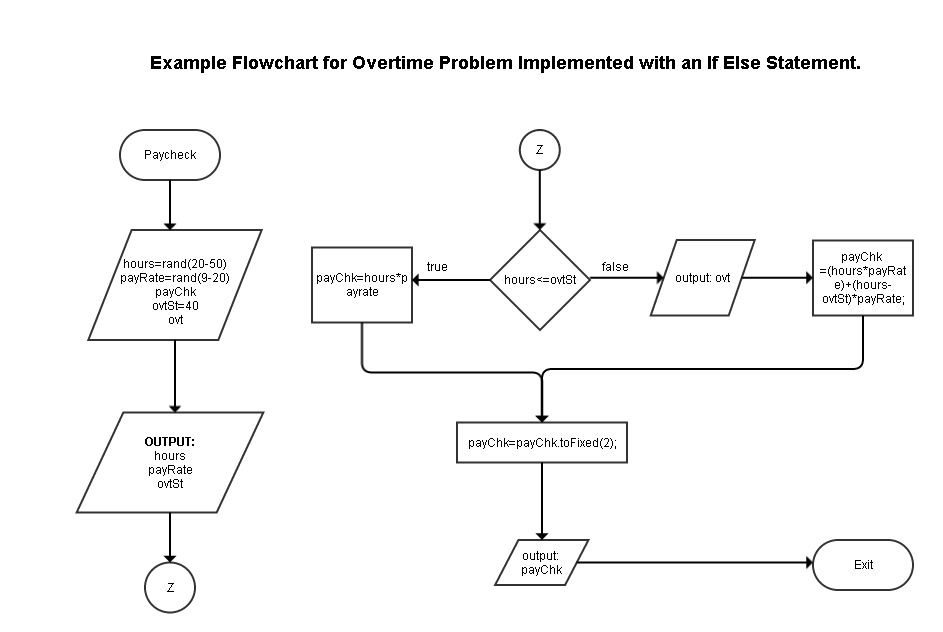 Example Flowchart for Overtime Problem Implemented with an If Else Statement.
Paycheck
hours=rand(20-50)
payRate=rand(9-20)
payChk
ovtSt=40
ovt
OUTPUT:
hours
payRate
ovtSt
Z
Z
hours<=ovtSt
true
payChk=hours*p
ayrate
false
output: ovt
payChk
=(hours*payRat
e)+(hours-
ovtSt)*payRate;
payChk=payChk.toFixed(2);
output:
payChk
Exit